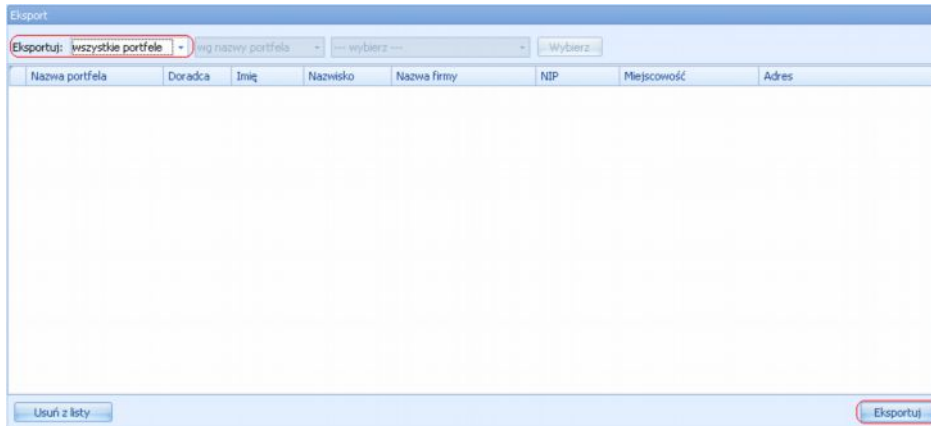 Eksport
Eksportuj: wszystkie portfele wg nazwy portfela --- wybierz --- Wybierz
Nazwa portfela Doradca Imię Nazwisko Nazwa firmy NIP Miejscowość Adres
Usuń z listy Eksportuj